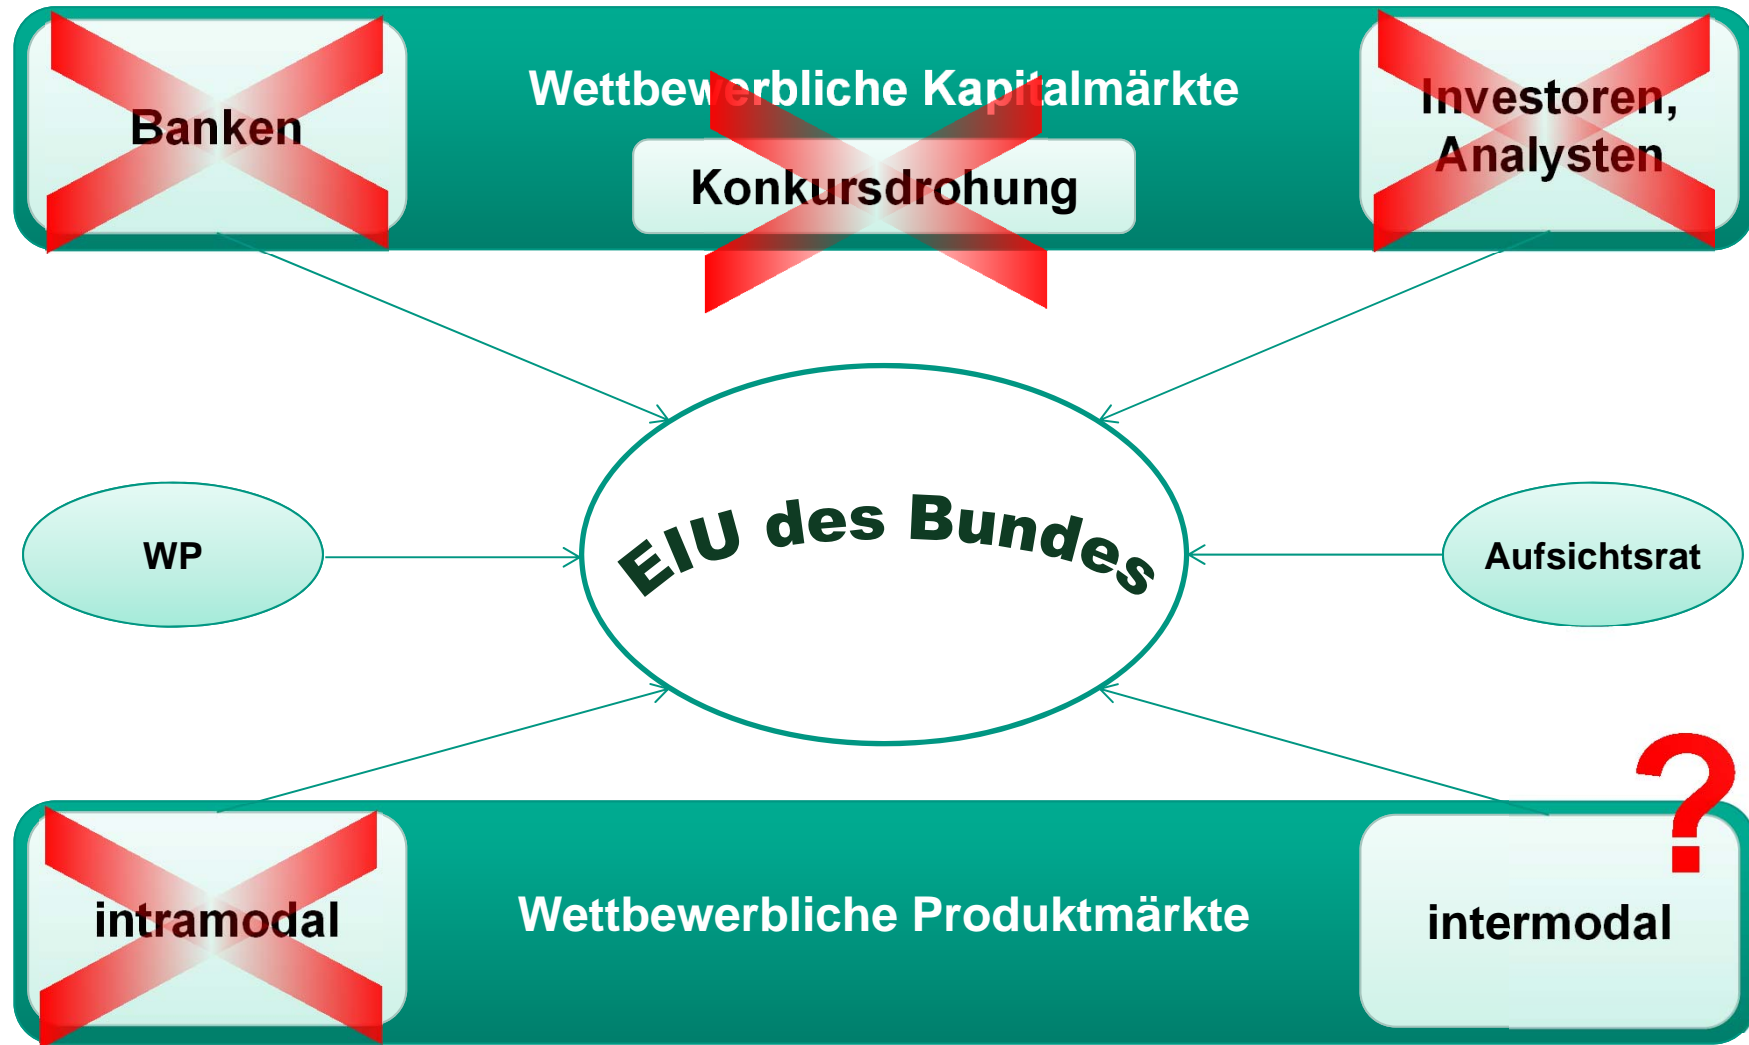 Wettbewerbliche Kapitalmärkte
Banken
Konkursdrohung
Investoren,
Analysten
EIU des Bundes
WP
Aufsichtsrat
?
intramodal
Wettbewerbliche Produktmärkte
intermodal